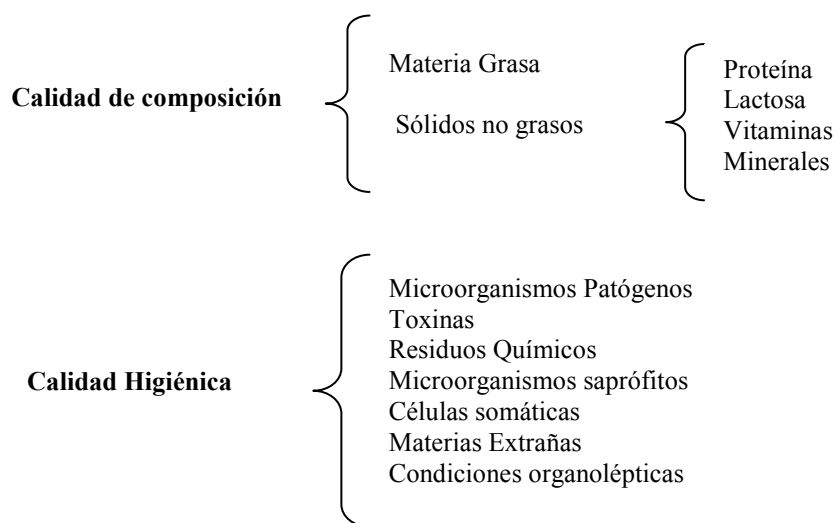 Calidad de composición
Materia Grasa
Sólidos no grasos
Proteína
Lactosa
Vitaminas
Minerales
Calidad Higiénica
Microorganismos Patógenos
Toxinas
Residuos Químicos
Microorganismos saprófitos
Células somáticas
Materias Extrañas
Condiciones organolépticas